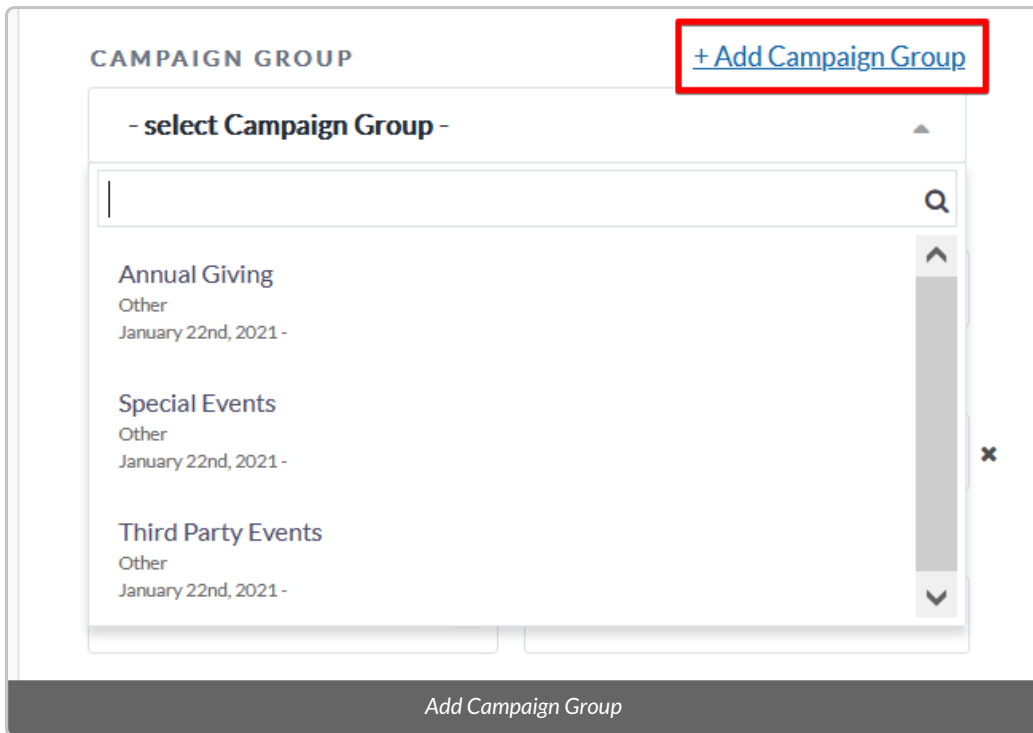 CAMPAIGN GROUP
+ Add Campaign Group
- select Campaign Group -
Annual Giving
Other
January 22nd, 2021 -
Special Events
Other
January 22nd, 2021 -
Third Party Events
Other
January 22nd, 2021 -
Add Campaign Group